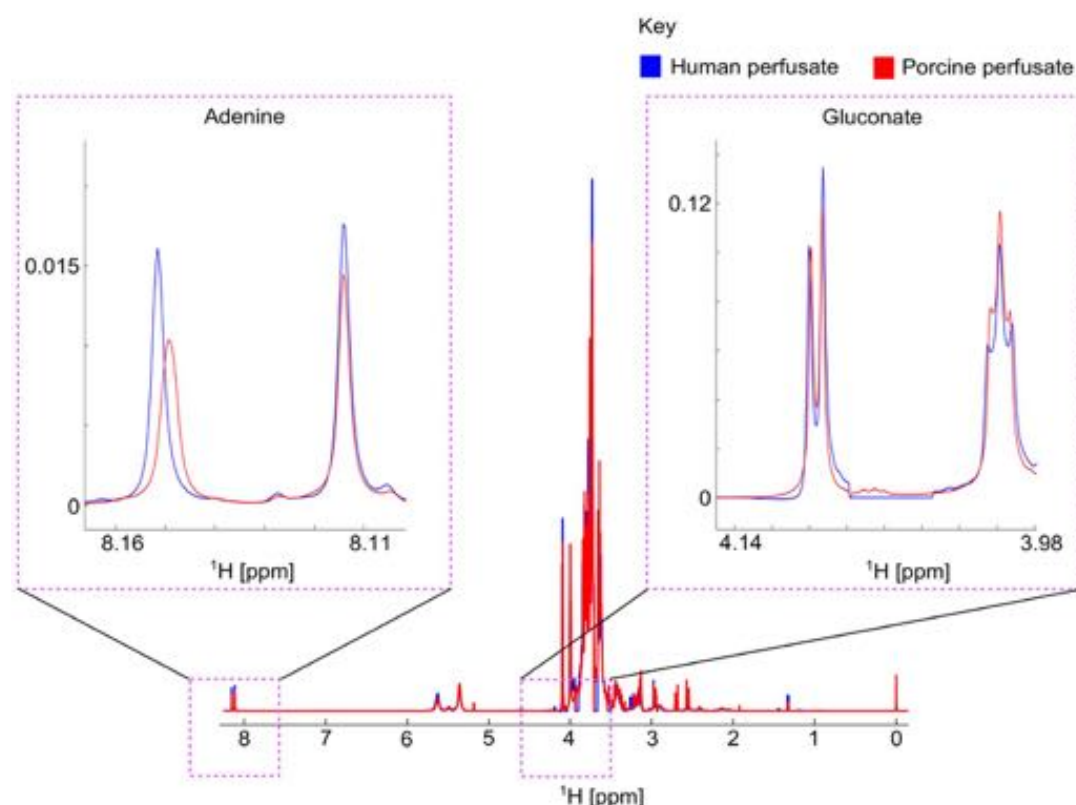 Key
Human perfusate Porcine perfusate
Adenine
0.015
0
8.16 8.11
¹H [ppm]
Gluconate
0.12
0
4.14 3.98
¹H [ppm]
8 7 6 5 4 3 2 1 0
¹H [ppm]